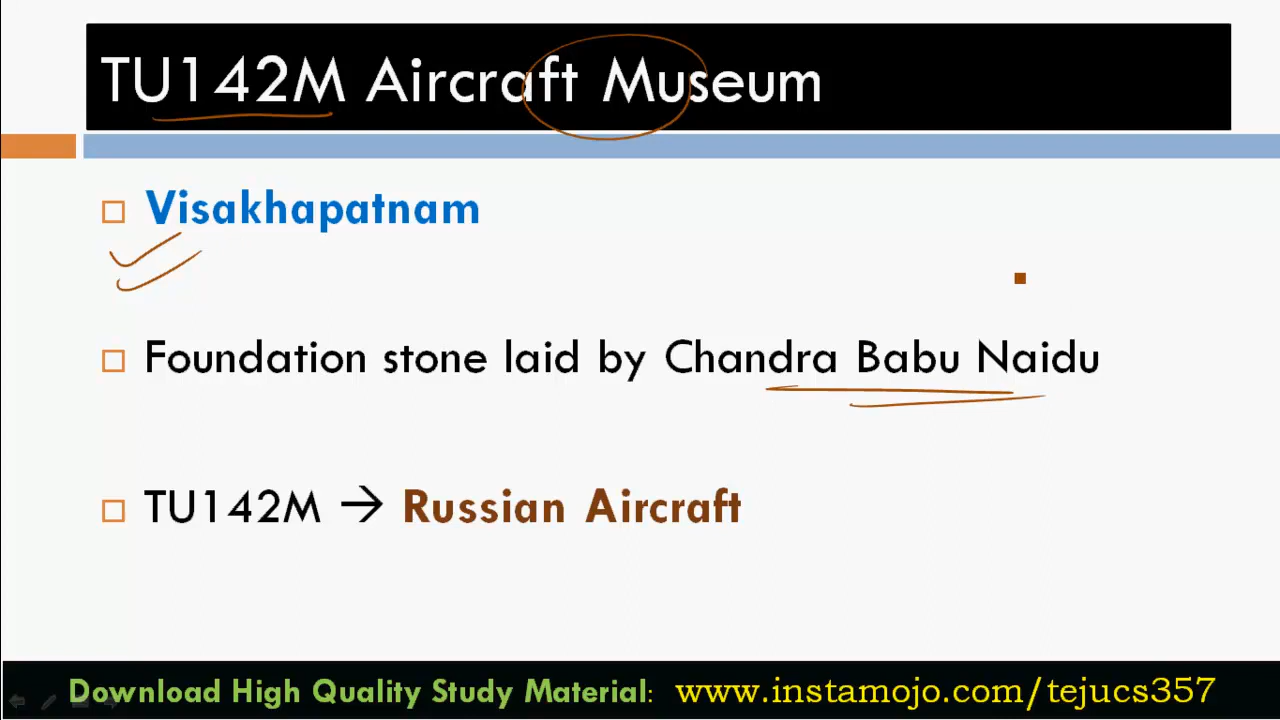 TU142M Aircraft Museum
Visakhapatnam
Foundation stone laid by Chandra Babu Naidu
TU142M → Russian Aircraft
Download High Quality Study Material: www.instamojo.com/tejucs357